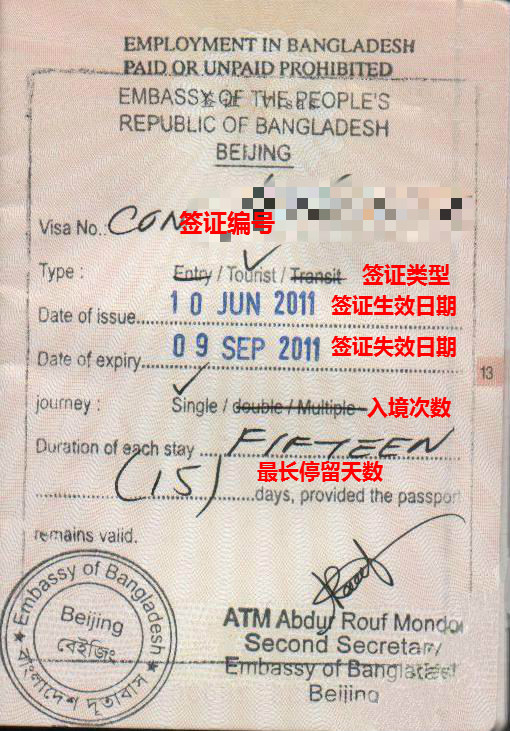 EMPLOYMENT IN BANGLADESH
PAID OR UNPAID PROHIBITED
EMBASSY OF THE PEOPLE'S
REPUBLIC OF BANGLADESH
BEIJING
Visa No.: CON 签证编号
Type : Entry / Tourist / Transit 签证类型
Date of issue 10 JUN 2011 签证生效日期
Date of expiry 09 SEP 2011 签证失效日期
13
journey : Single / double / Multiple 入境次数
Duration of each stay FIFTEEN
最长停留天数
(15) days, provided the passport
remains valid.
Embassy of Bangladesh
Beijing
বেইজিং
বাংলাদেশ দূতাবাস
ATM Abdur Rouf Mondol
Second Secretary
Embassy of Bangladesh
Beijing